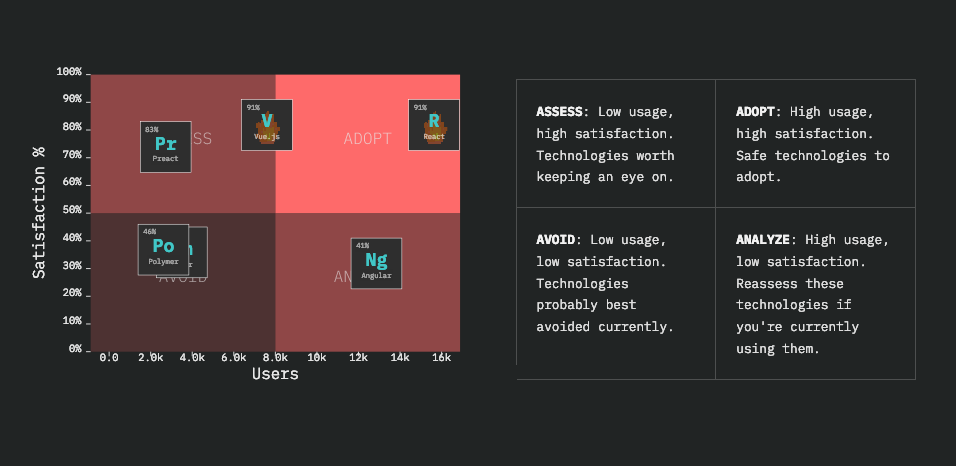 100%
90%
80%
70%
60%
50%
40%
30%
20%
10%
0%
Satisfaction %
0.0 2.0k 4.0k 6.0k 8.0k 10k 12k 14k 16k
Users
ADOPT
AVOID
83%
Pr
Preact
91%
V
Vue.js
91%
R
React
46%
Po
Polymer
41%
Ng
Angular
ASSESS: Low usage,
high satisfaction.
Technologies worth
keeping an eye on.
ADOPT: High usage,
high satisfaction.
Safe technologies to
adopt.
AVOID: Low usage,
low satisfaction.
Technologies
probably best
avoided currently.
ANALYZE: High usage,
low satisfaction.
Reassess these
technologies if
you're currently
using them.